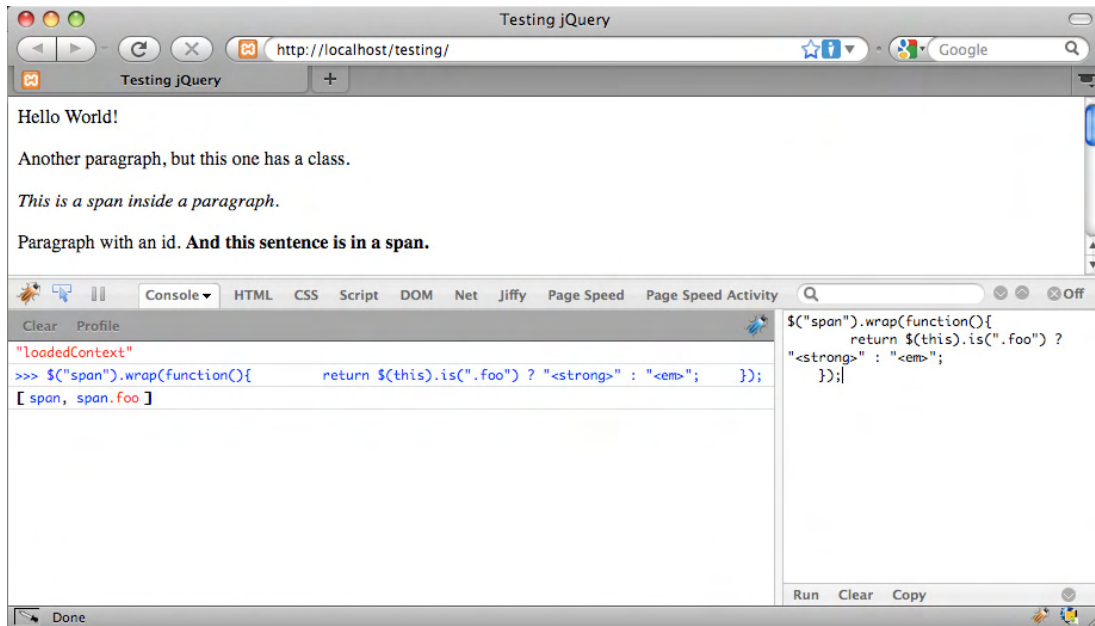 Testing jQuery
http://localhost/testing/
Google
Testing jQuery
+
Hello World!
Another paragraph, but this one has a class.
This is a span inside a paragraph.
Paragraph with an id. And this sentence is in a span.
Console HTML CSS Script DOM Net Jiffy Page Speed Page Speed Activity Off
Clear Profile
"loadedContext"
>>> $("span").wrap(function(){ return $(this).is(".foo") ? "<strong>" : "<em>"; });
[ span, span.foo ]
$("span").wrap(function(){
return $(this).is(".foo") ?
"<strong>" : "<em>";
});
Run Clear Copy
Done